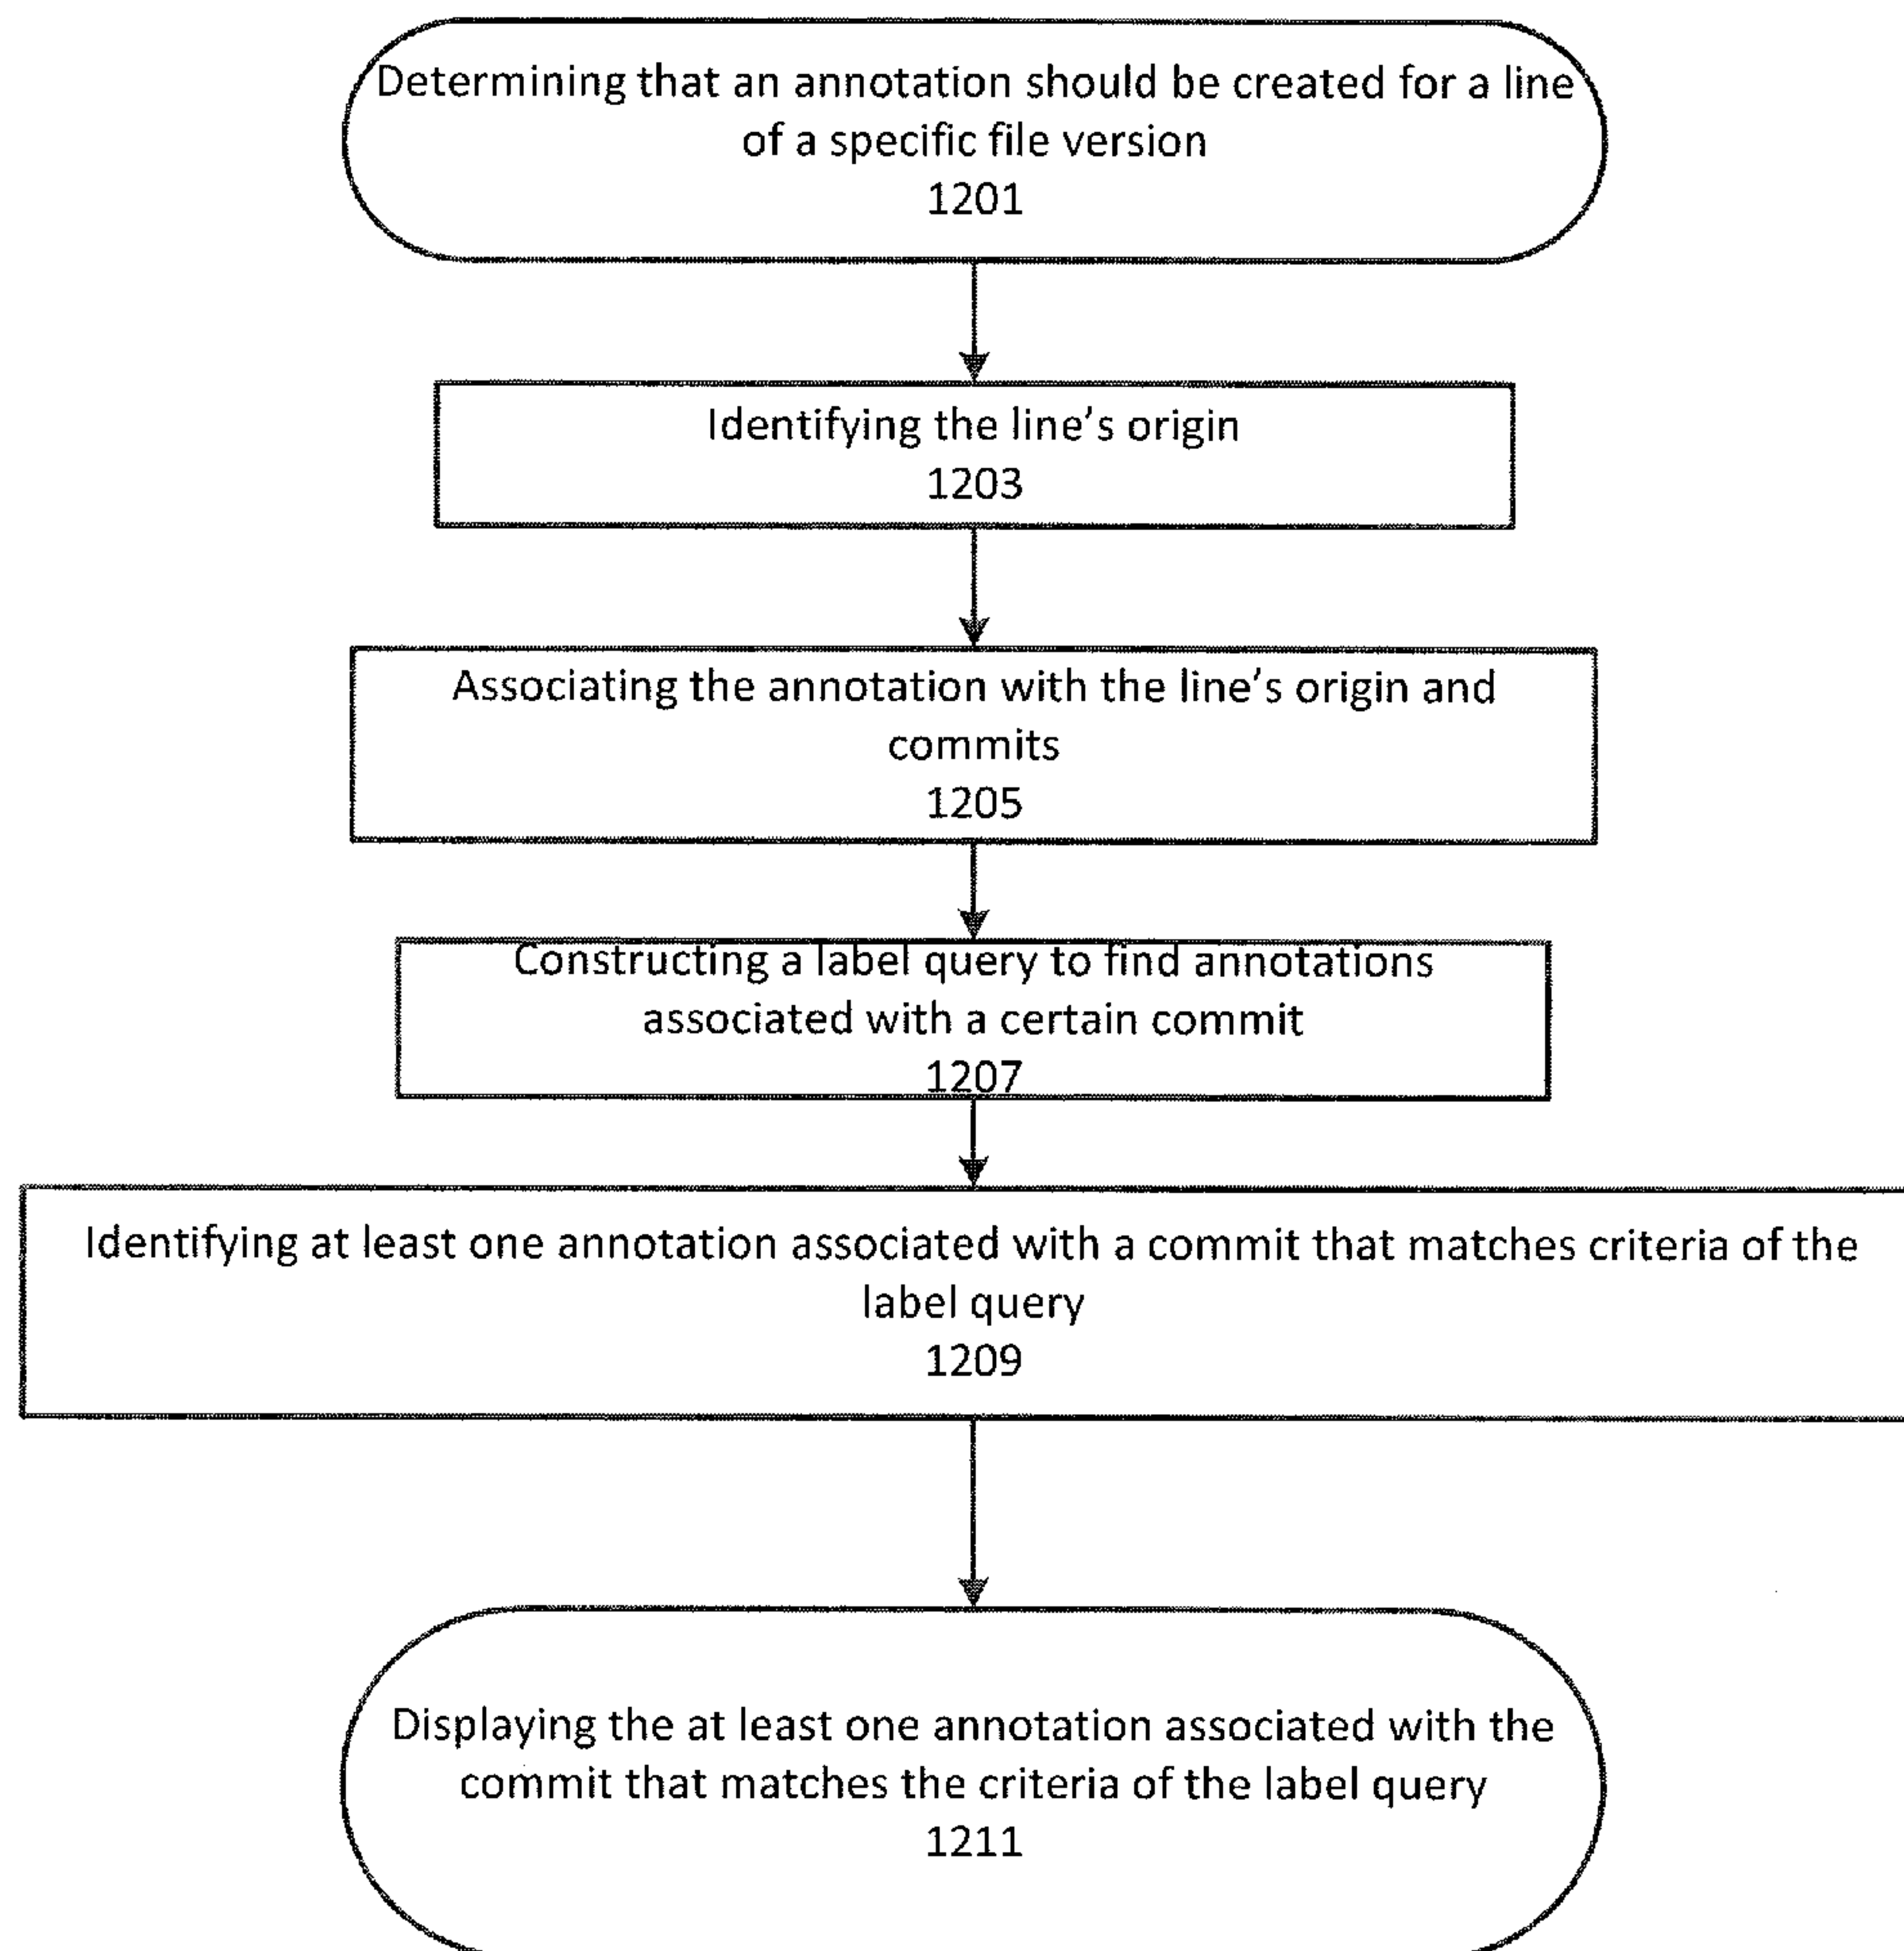 Determining that an annotation should be created for a line
of a specific file version
1201
Identifying the line's origin
1203
Associating the annotation with the line's origin and
commits
1205
Constructing a label query to find annotations
associated with a certain commit
1207
Identifying at least one annotation associated with a commit that matches criteria of the
label query
1209
Displaying the at least one annotation associated with the
commit that matches the criteria of the label query
1211